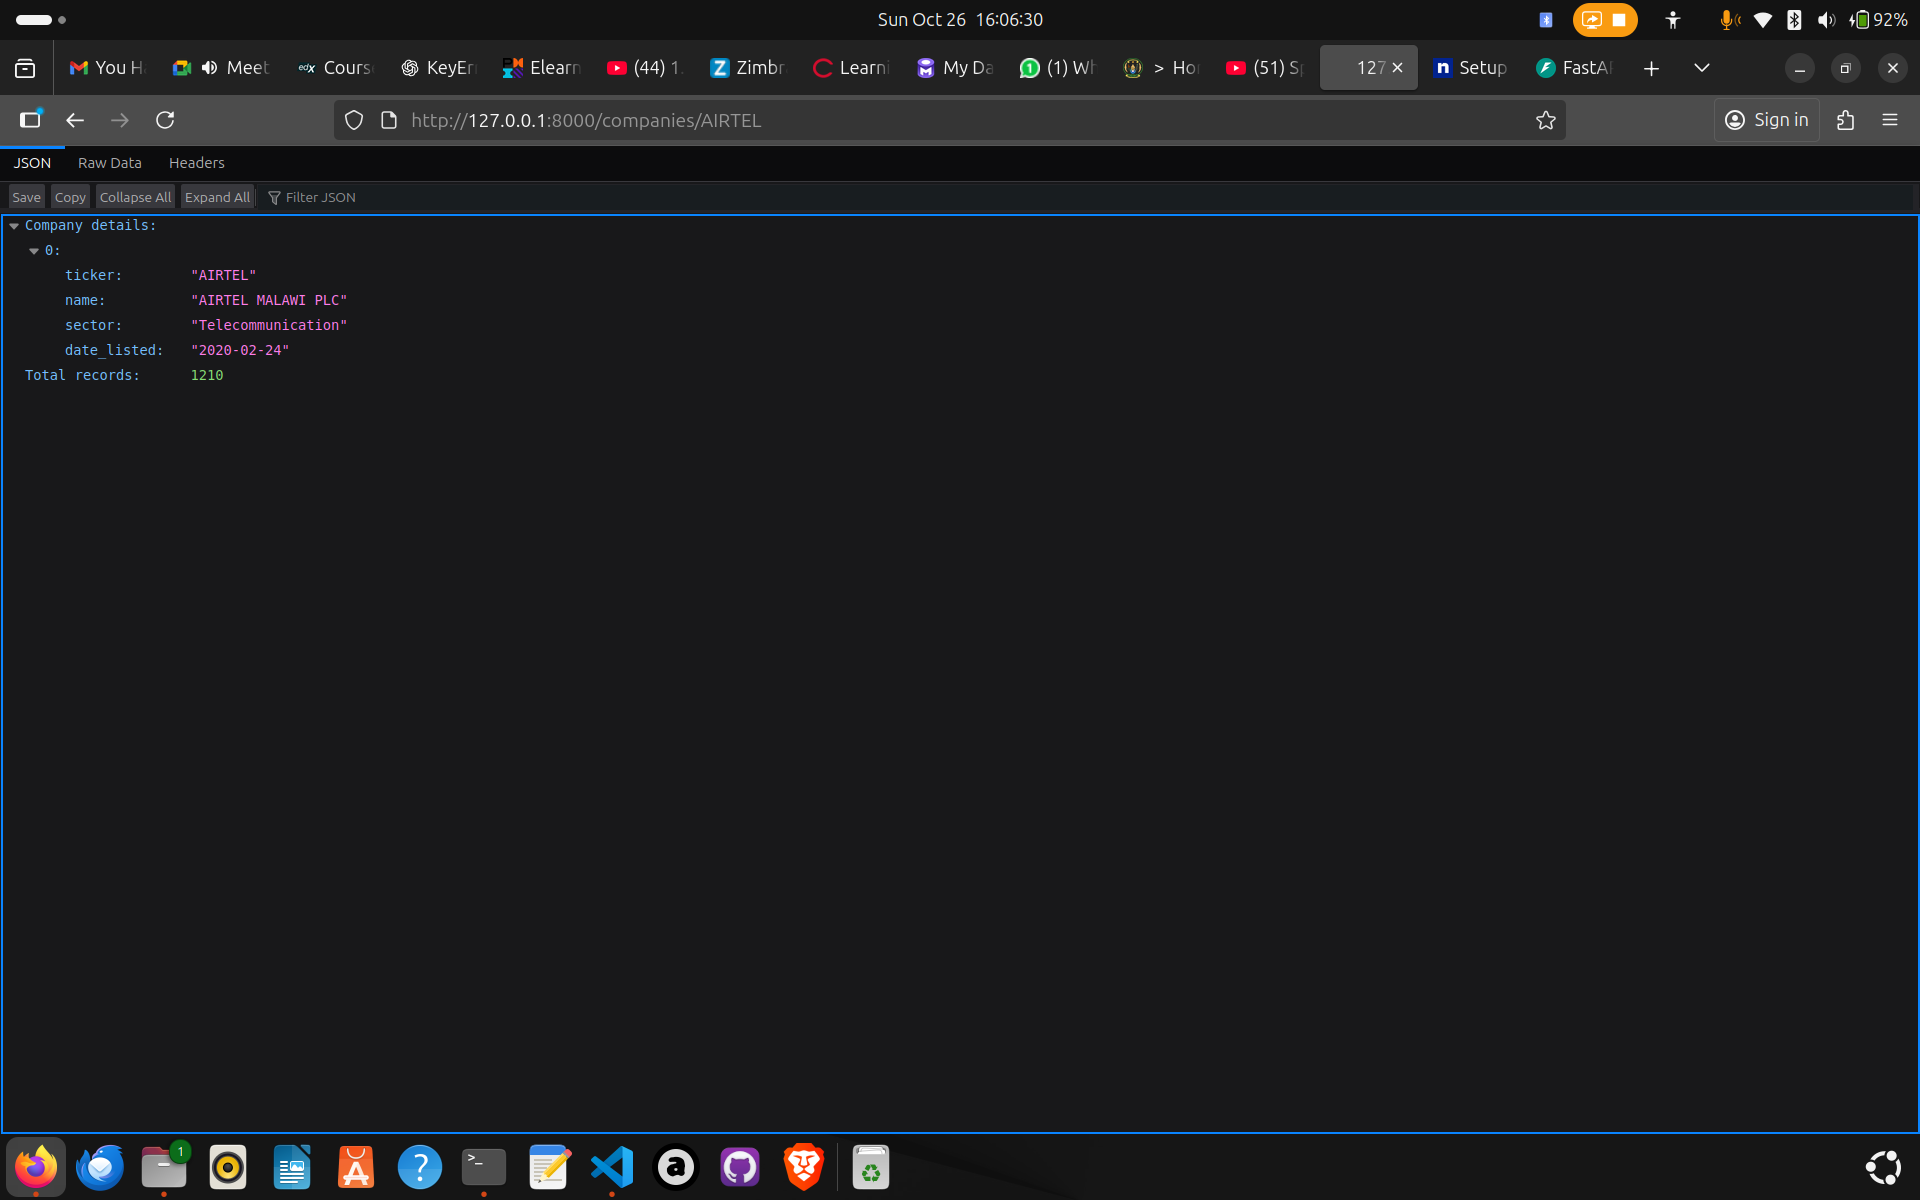 Sun Oct 26 16:06:30
92%
You H
Meet
edX Cours
KeyEr
Elearn
(44) 1
Zimbr
Learni
My Da
(1) Wh
> Ho
(51) S
127
Setup
FastA
http://127.0.0.1:8000/companies/AIRTEL
Sign in
JSON Raw Data Headers
Save Copy Collapse All Expand All Filter JSON
Company details:
0:
ticker: "AIRTEL"
name: "AIRTEL MALAWI PLC"
sector: "Telecommunication"
date_listed: "2020-02-24"
Total records: 1210
1